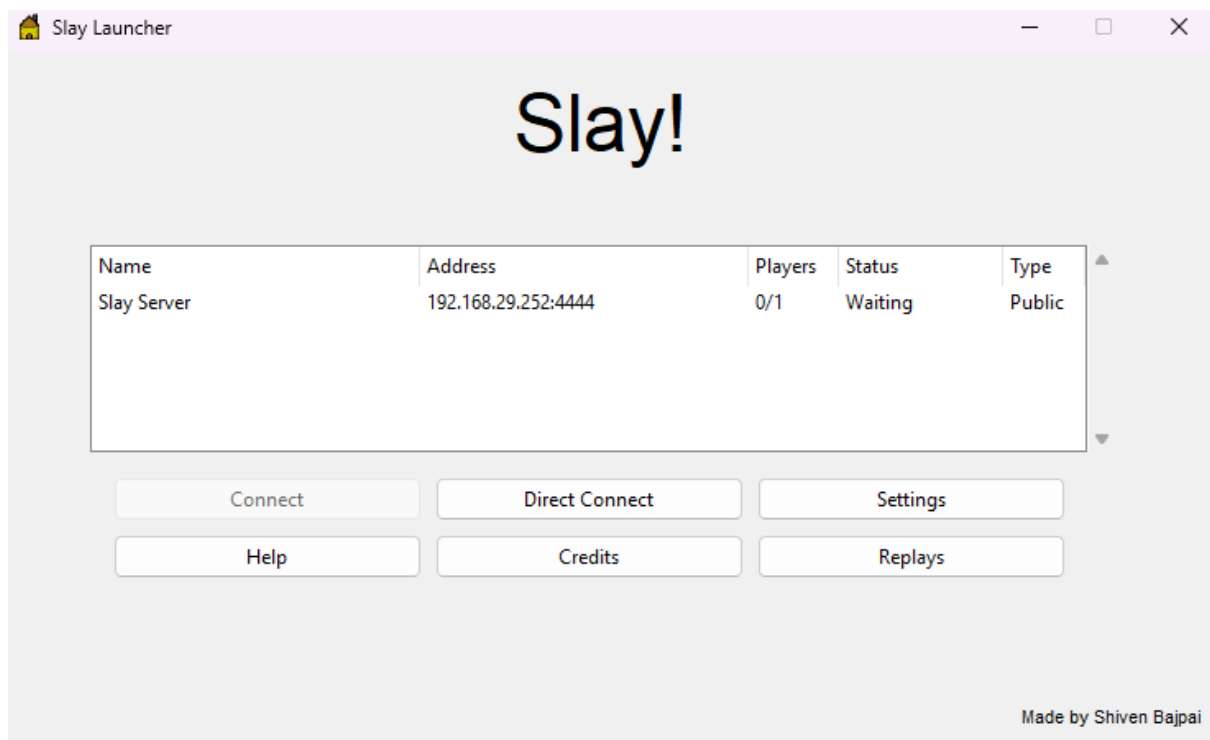 Slay Launcher
Slay!
Name Address Players Status Type
Slay Server 192.168.29.252:4444 0/1 Waiting Public
Connect Direct Connect Settings
Help Credits Replays
Made by Shiven Bajpai